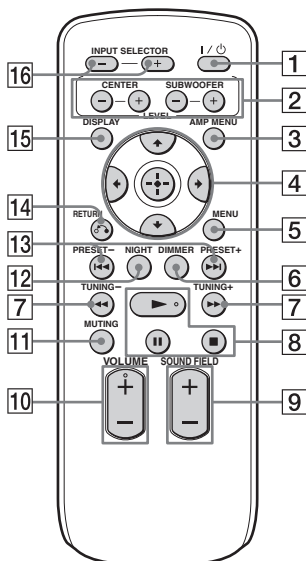 INPUT SELECTOR
I / ⏻
1
16
− +
CENTER SUBWOOFER
− + − +
LEVEL
2
DISPLAY AMP MENU
15
3
4
14
RETURN
MENU
5
13
PRESET− NIGHT DIMMER PRESET+
12
6
TUNING− TUNING+
7
7
MUTING
11
8
VOLUME SOUND FIELD
+ +
− −
10
9